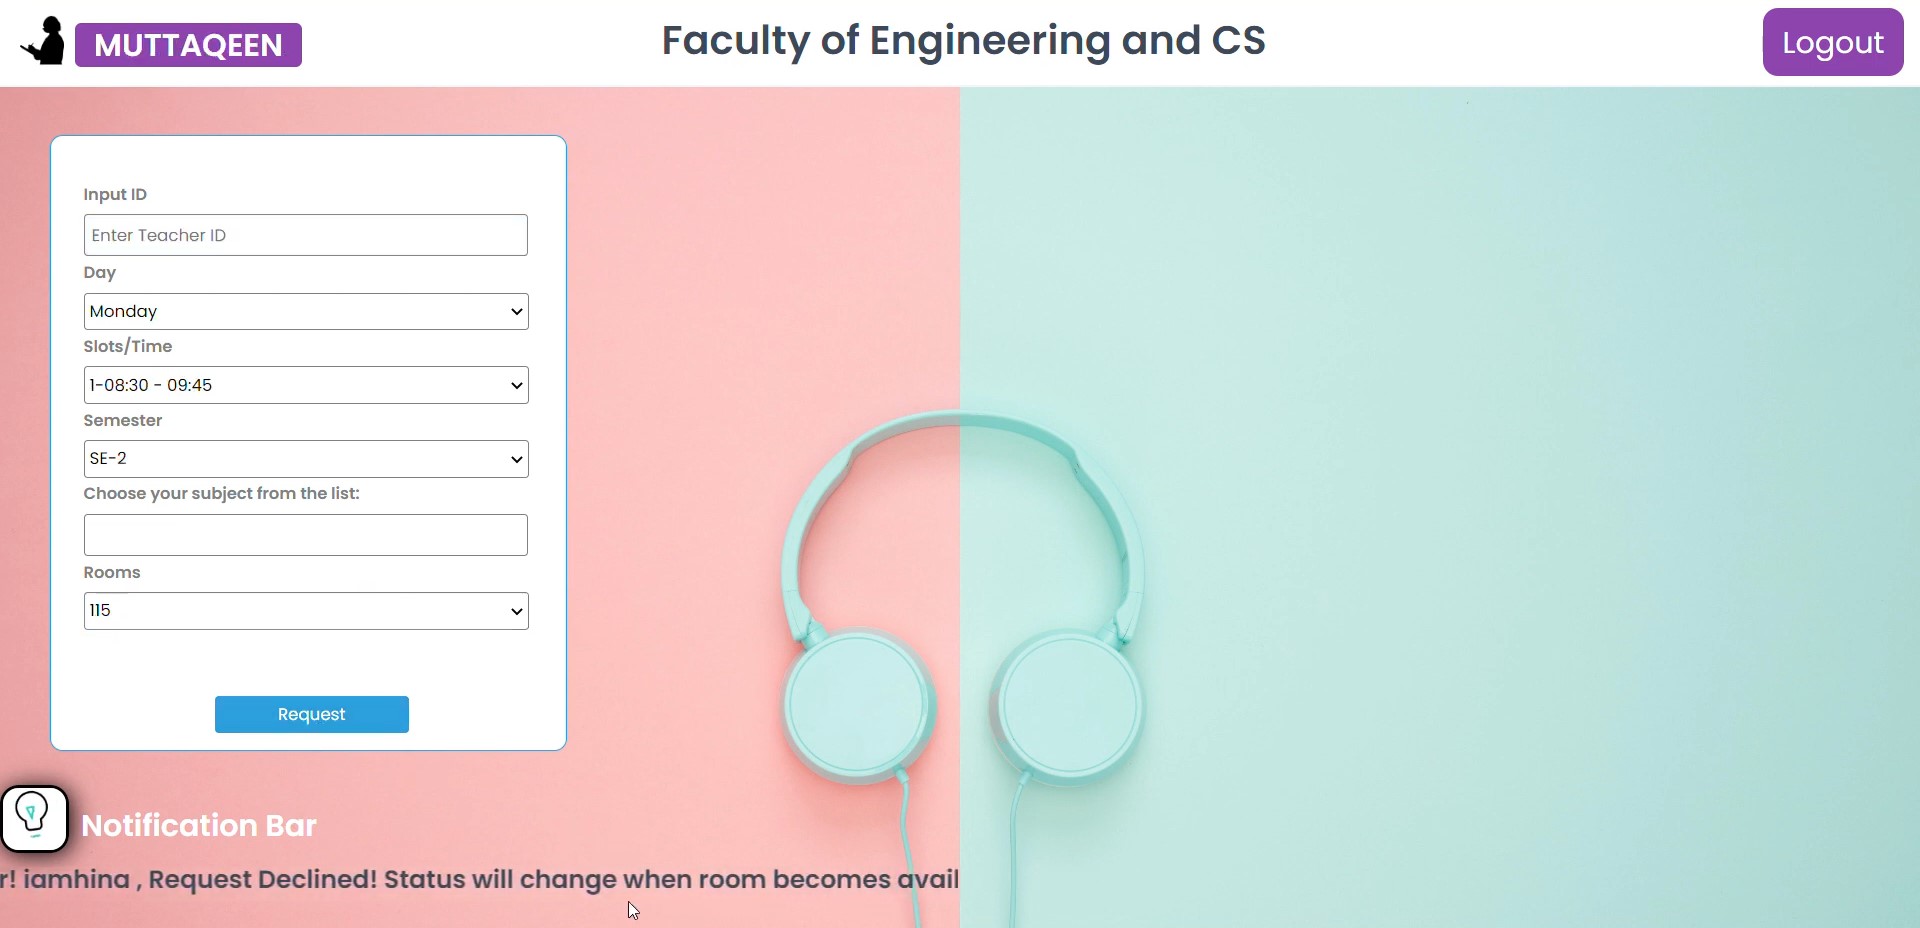 MUTTAQEEN
Faculty of Engineering and CS
Logout
Input ID
Enter Teacher ID
Day
Monday
Slots/Time
1-08:30 - 09:45
Semester
SE-2
Choose your subject from the list:
Rooms
115
Request
Notification Bar
r! iamhina , Request Declined! Status will change when room becomes avail